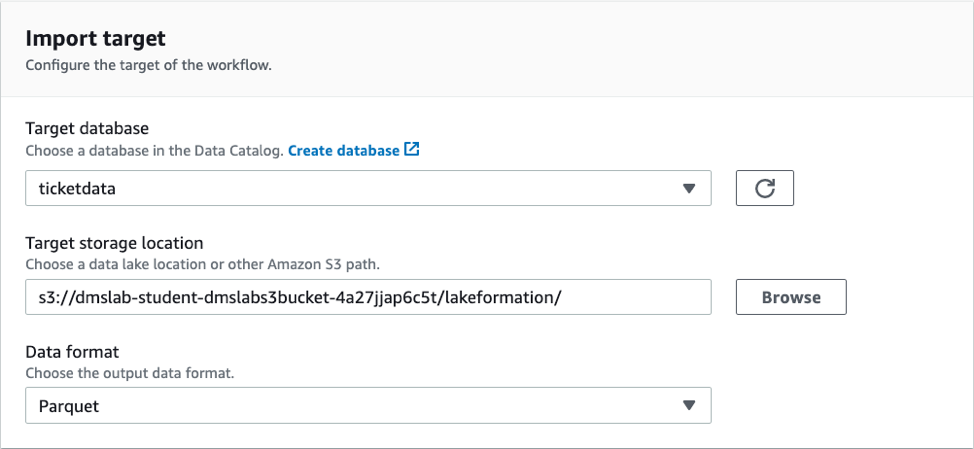 Import target
Configure the target of the workflow.
Target database
Choose a database in the Data Catalog. Create database
ticketdata
Target storage location
Choose a data lake location or other Amazon S3 path.
s3://dmslab-student-dmslabs3bucket-4a27jjap6c5t/lakeformation/
Browse
Data format
Choose the output data format.
Parquet